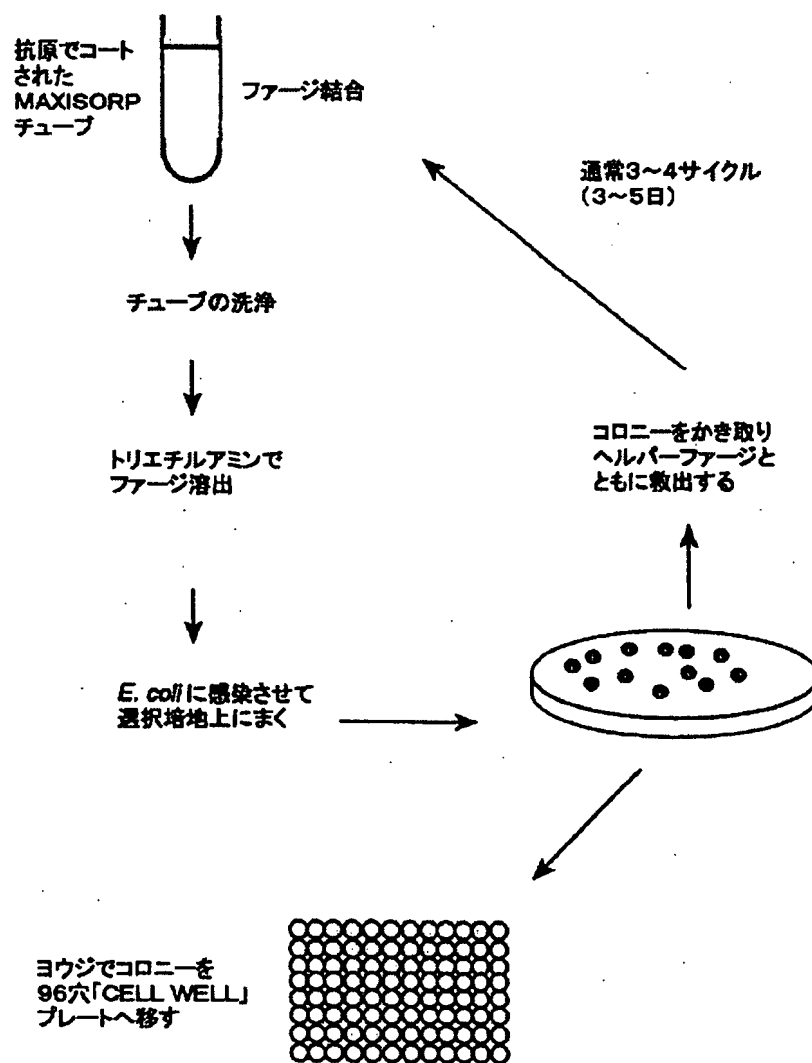 抗原でコート
された
MAXISORP
チューブ
ファージ結合
通常3〜4サイクル
(3〜5日)
チューブの洗浄
トリエチルアミンで
ファージ溶出
コロニーをかき取り
ヘルパーファージと
ともに救出する
E. coliに感染させて
選択培地上にまく
ヨウジでコロニーを
96穴「CELL WELL」
プレートへ移す